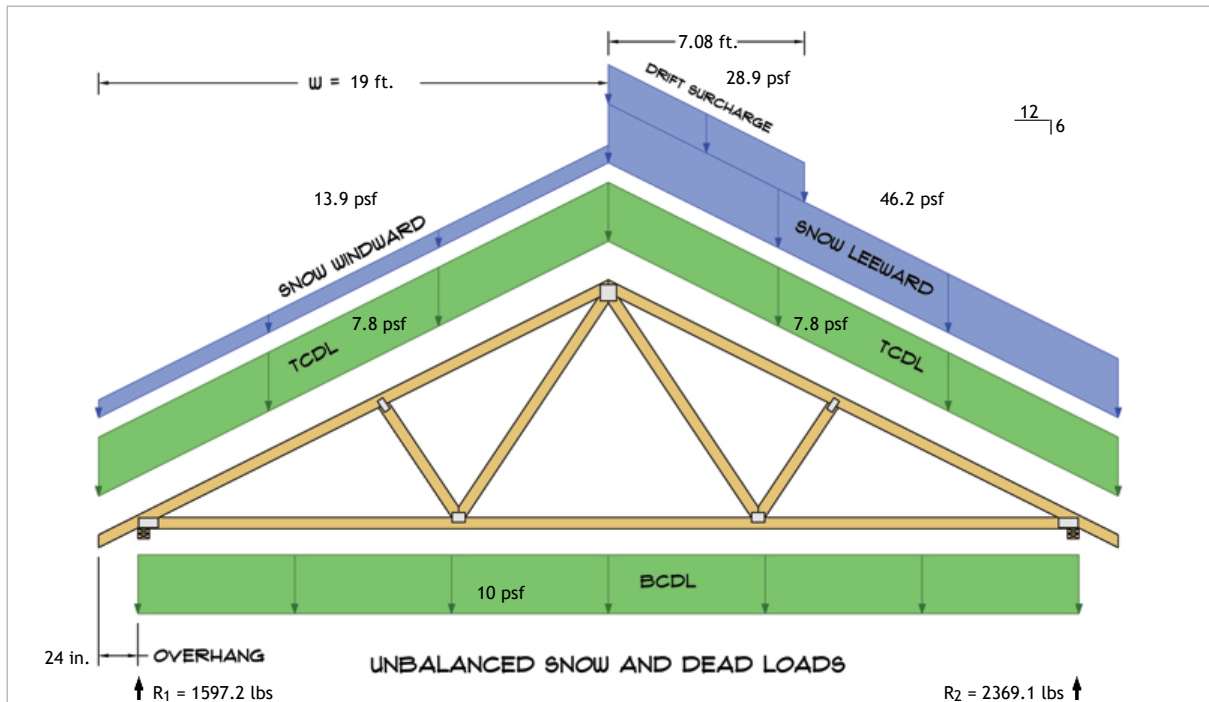 7.08 ft.
W = 19 ft.
DRIFT SURCHARGE
28.9 psf
12
6
13.9 psf
46.2 psf
SNOW WINDWARD
SNOW LEEWARD
7.8 psf
7.8 psf
TCDL
TCDL
10 psf
BCDL
24 in.
OVERHANG
UNBALANCED SNOW AND DEAD LOADS
R1 = 1597.2 lbs
R2 = 2369.1 lbs